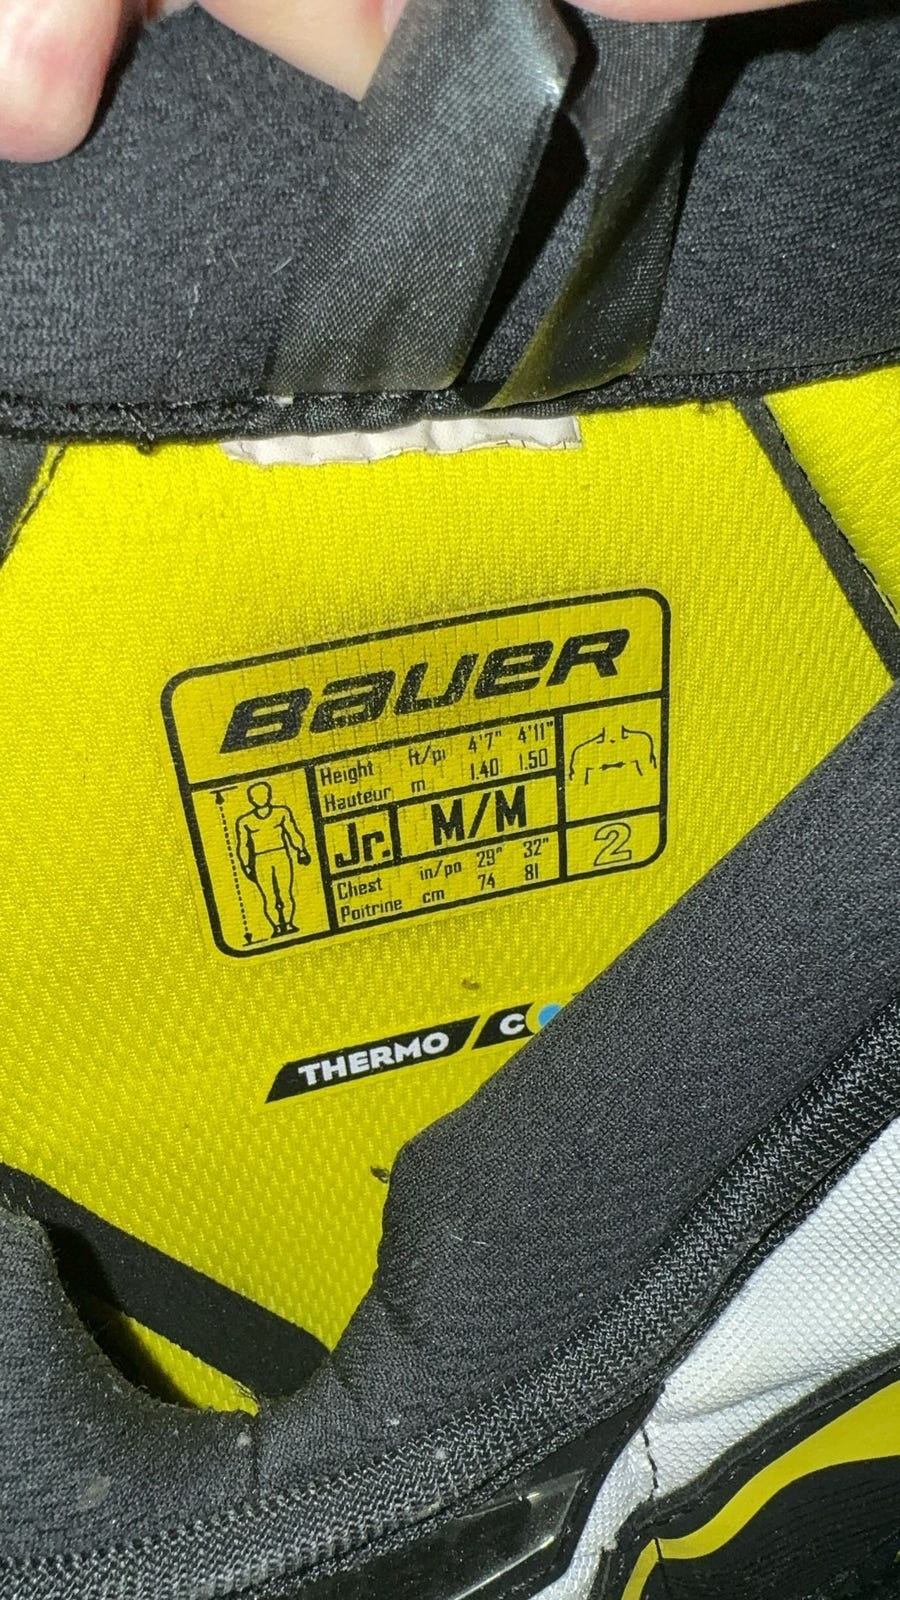 BAUER
Height ft/pi 4'7" 4'11"
Hauteur m 1.40 1.50
Jr. M/M
Chest in/po 29" 32"
Poitrine cm 74 81
2
THERMO